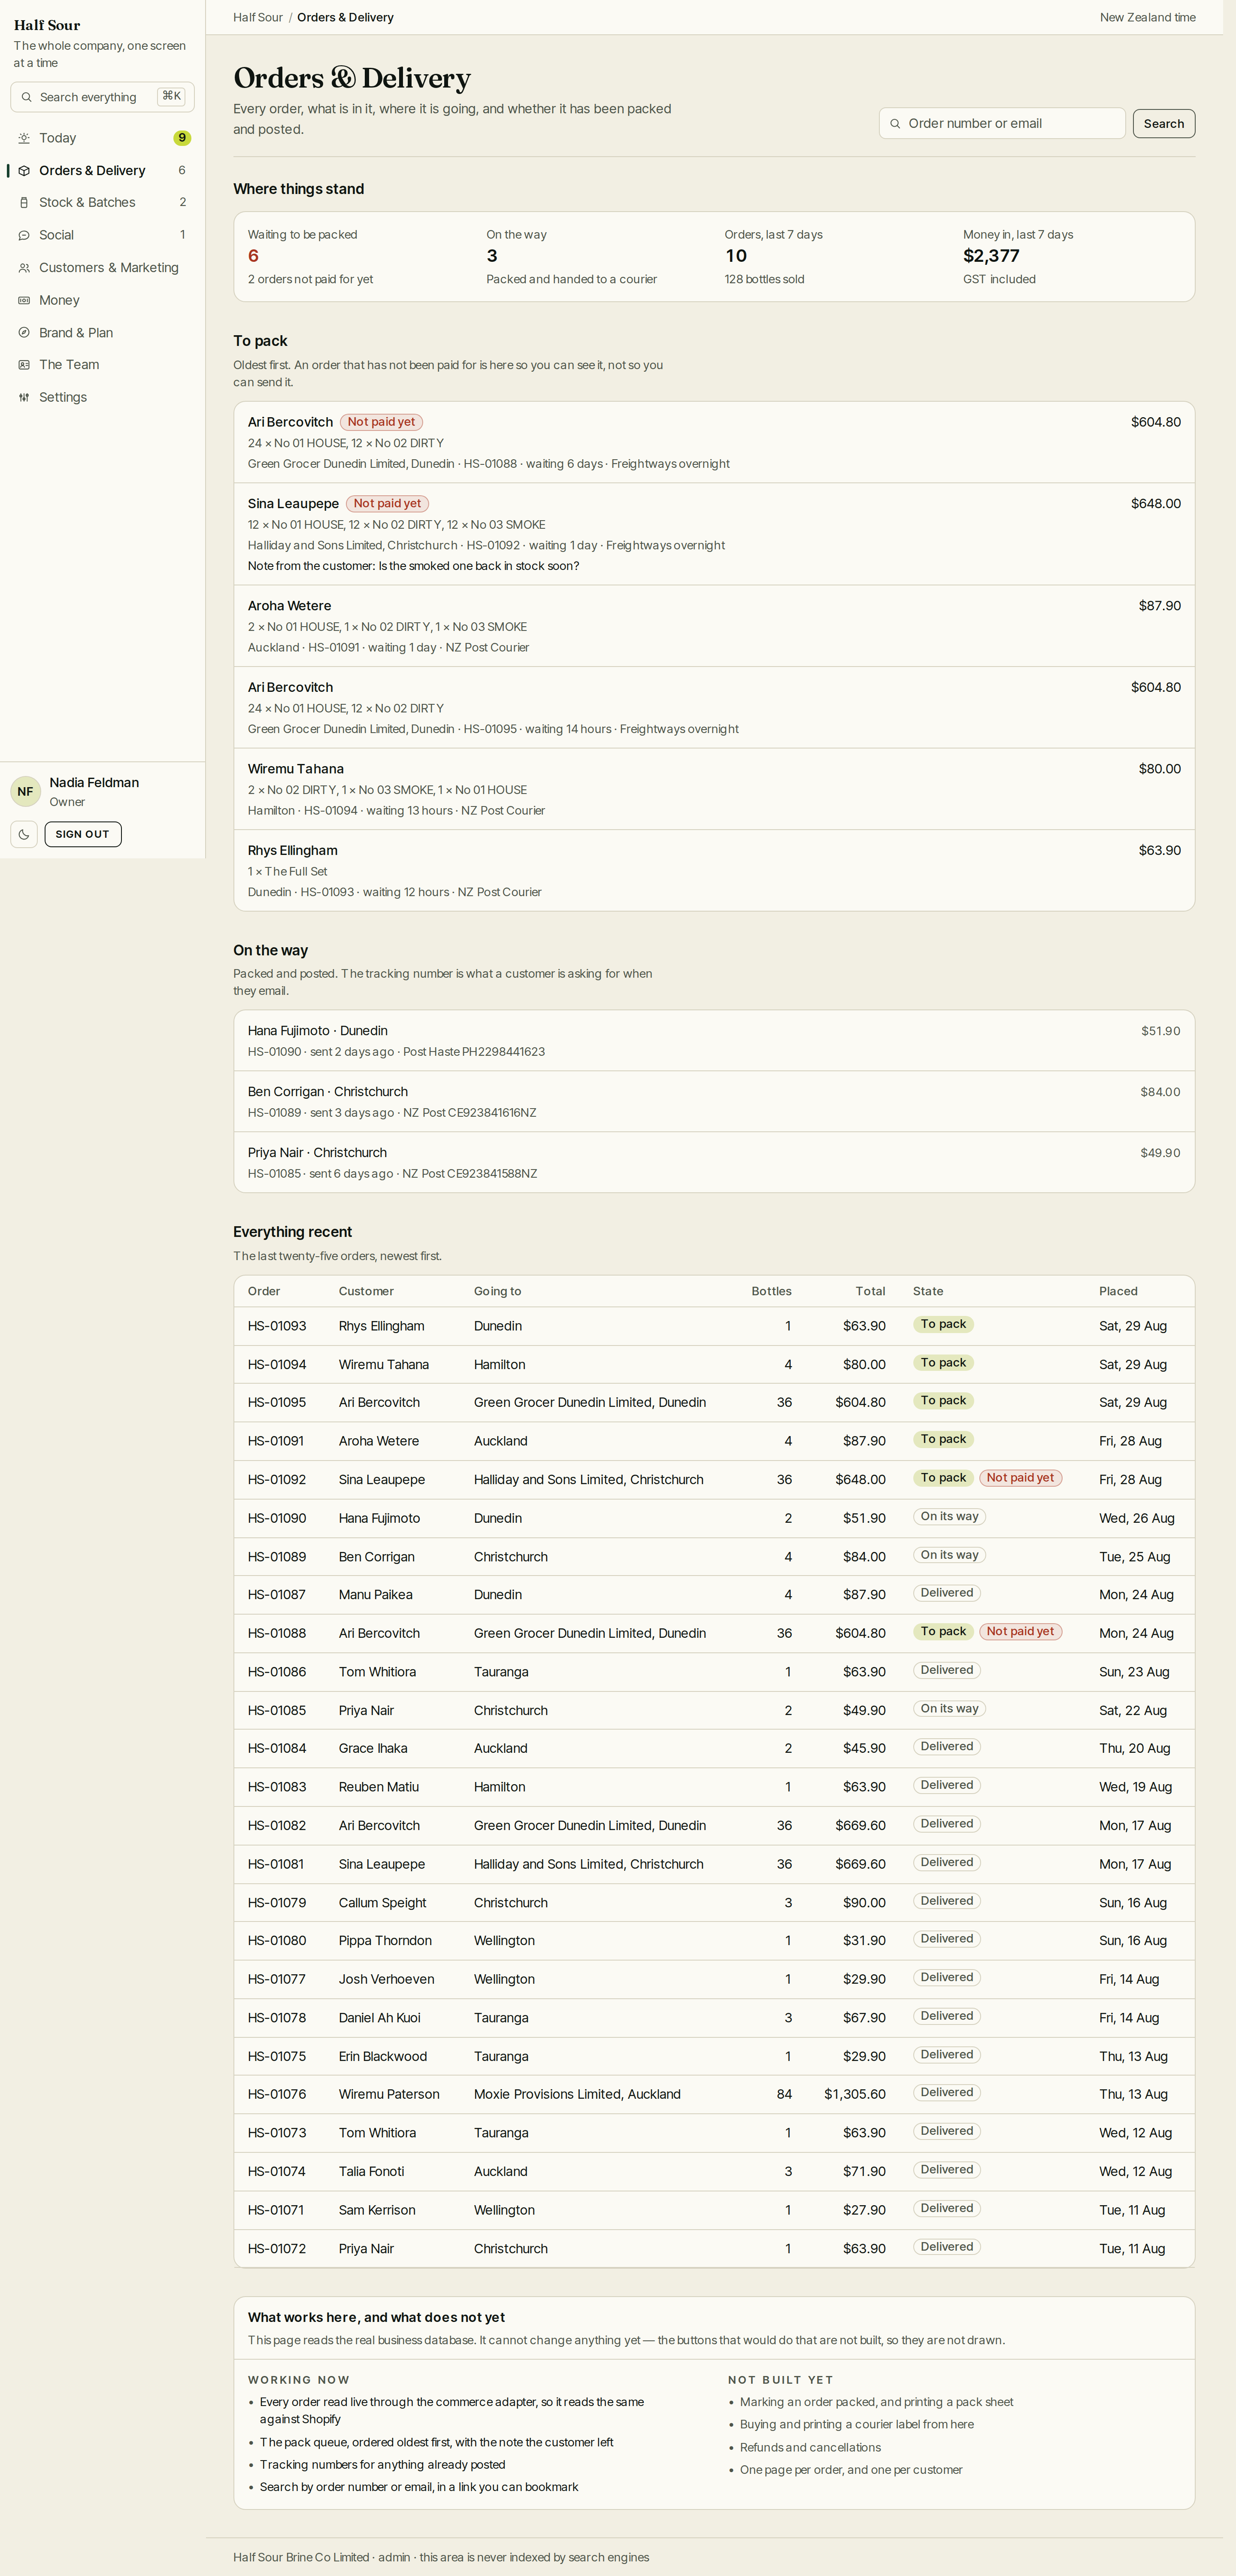 Half Sour
The whole company, one screen
at a time
Search everything ⌘K
Today 9
Orders & Delivery 6
Stock & Batches 2
Social 1
Customers & Marketing
Money
Brand & Plan
The Team
Settings
NF
Nadia Feldman
Owner
SIGN OUT
Half Sour / Orders & Delivery
New Zealand time
Orders & Delivery
Every order, what is in it, where it is going, and whether it has been packed
and posted.
Order number or email
Search
Where things stand
Waiting to be packed
6
2 orders not paid for yet
On the way
3
Packed and handed to a courier
Orders, last 7 days
10
128 bottles sold
Money in, last 7 days
$2,377
GST included
To pack
Oldest first. An order that has not been paid for is here so you can see it, not so you
can send it.
Ari Bercovitch Not paid yet $604.80
24 × No 01 HOUSE, 12 × No 02 DIRTY
Green Grocer Dunedin Limited, Dunedin · HS-01088 · waiting 6 days · Freightways overnight
Sina Leaupepe Not paid yet $648.00
12 × No 01 HOUSE, 12 × No 02 DIRTY, 12 × No 03 SMOKE
Halliday and Sons Limited, Christchurch · HS-01092 · waiting 1 day · Freightways overnight
Note from the customer: Is the smoked one back in stock soon?
Aroha Wetere $87.90
2 × No 01 HOUSE, 1 × No 02 DIRTY, 1 × No 03 SMOKE
Auckland · HS-01091 · waiting 1 day · NZ Post Courier
Ari Bercovitch $604.80
24 × No 01 HOUSE, 12 × No 02 DIRTY
Green Grocer Dunedin Limited, Dunedin · HS-01095 · waiting 14 hours · Freightways overnight
Wiremu Tahana $80.00
2 × No 02 DIRTY, 1 × No 03 SMOKE, 1 × No 01 HOUSE
Hamilton · HS-01094 · waiting 13 hours · NZ Post Courier
Rhys Ellingham $63.90
1 × The Full Set
Dunedin · HS-01093 · waiting 12 hours · NZ Post Courier
On the way
Packed and posted. The tracking number is what a customer is asking for when
they email.
Hana Fujimoto · Dunedin $51.90
HS-01090 · sent 2 days ago · Post Haste PH2298441623
Ben Corrigan · Christchurch $84.00
HS-01089 · sent 3 days ago · NZ Post CE923841616NZ
Priya Nair · Christchurch $49.90
HS-01085 · sent 6 days ago · NZ Post CE923841588NZ
Everything recent
The last twenty-five orders, newest first.
Order Customer Going to Bottles Total State Placed
HS-01093 Rhys Ellingham Dunedin 1 $63.90 To pack Sat, 29 Aug
HS-01094 Wiremu Tahana Hamilton 4 $80.00 To pack Sat, 29 Aug
HS-01095 Ari Bercovitch Green Grocer Dunedin Limited, Dunedin 36 $604.80 To pack Sat, 29 Aug
HS-01091 Aroha Wetere Auckland 4 $87.90 To pack Fri, 28 Aug
HS-01092 Sina Leaupepe Halliday and Sons Limited, Christchurch 36 $648.00 To pack Not paid yet Fri, 28 Aug
HS-01090 Hana Fujimoto Dunedin 2 $51.90 On its way Wed, 26 Aug
HS-01089 Ben Corrigan Christchurch 4 $84.00 On its way Tue, 25 Aug
HS-01087 Manu Paikea Dunedin 4 $87.90 Delivered Mon, 24 Aug
HS-01088 Ari Bercovitch Green Grocer Dunedin Limited, Dunedin 36 $604.80 To pack Not paid yet Mon, 24 Aug
HS-01086 Tom Whitiora Tauranga 1 $63.90 Delivered Sun, 23 Aug
HS-01085 Priya Nair Christchurch 2 $49.90 On its way Sat, 22 Aug
HS-01084 Grace Ihaka Auckland 2 $45.90 Delivered Thu, 20 Aug
HS-01083 Reuben Matiu Hamilton 1 $63.90 Delivered Wed, 19 Aug
HS-01082 Ari Bercovitch Green Grocer Dunedin Limited, Dunedin 36 $669.60 Delivered Mon, 17 Aug
HS-01081 Sina Leaupepe Halliday and Sons Limited, Christchurch 36 $669.60 Delivered Mon, 17 Aug
HS-01079 Callum Speight Christchurch 3 $90.00 Delivered Sun, 16 Aug
HS-01080 Pippa Thorndon Wellington 1 $31.90 Delivered Sun, 16 Aug
HS-01077 Josh Verhoeven Wellington 1 $29.90 Delivered Fri, 14 Aug
HS-01078 Daniel Ah Kuoi Tauranga 3 $67.90 Delivered Fri, 14 Aug
HS-01075 Erin Blackwood Tauranga 1 $29.90 Delivered Thu, 13 Aug
HS-01076 Wiremu Paterson Moxie Provisions Limited, Auckland 84 $1,305.60 Delivered Thu, 13 Aug
HS-01073 Tom Whitiora Tauranga 1 $63.90 Delivered Wed, 12 Aug
HS-01074 Talia Fonoti Auckland 3 $71.90 Delivered Wed, 12 Aug
HS-01071 Sam Kerrison Wellington 1 $27.90 Delivered Tue, 11 Aug
HS-01072 Priya Nair Christchurch 1 $63.90 Delivered Tue, 11 Aug
What works here, and what does not yet
This page reads the real business database. It cannot change anything yet — the buttons that would do that are not built, so they are not drawn.
WORKING NOW
• Every order read live through the commerce adapter, so it reads the same
against Shopify
• The pack queue, ordered oldest first, with the note the customer left
• Tracking numbers for anything already posted
• Search by order number or email, in a link you can bookmark
NOT BUILT YET
• Marking an order packed, and printing a pack sheet
• Buying and printing a courier label from here
• Refunds and cancellations
• One page per order, and one per customer
Half Sour Brine Co Limited · admin · this area is never indexed by search engines